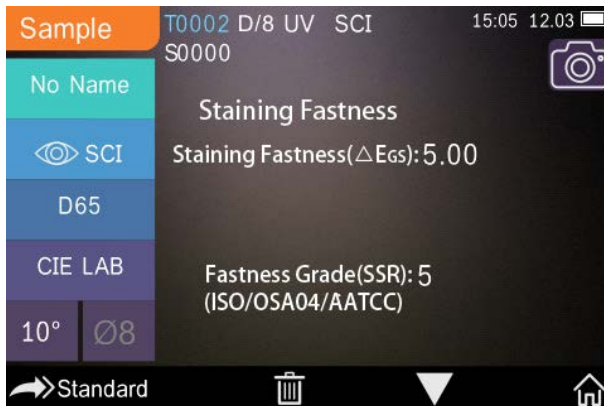 Sample
T0002 D/8 UV SCI
15:05 12.03
S0000
No Name
SCI
D65
CIE LAB
10°
Ø8
Staining Fastness
Staining Fastness(△EGS):5.00
Fastness Grade(SSR): 5
(ISO/OSA04/AATCC)
Standard